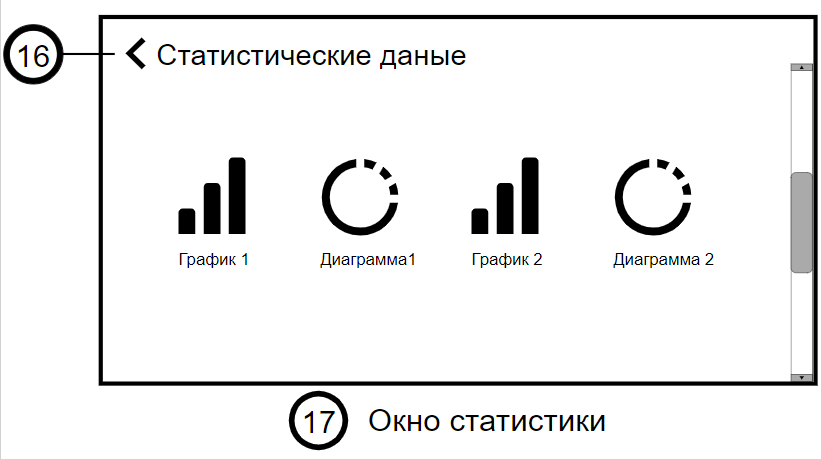 16
Статистические даные
График 1
Диаграмма1
График 2
Диаграмма 2
17
Окно статистики